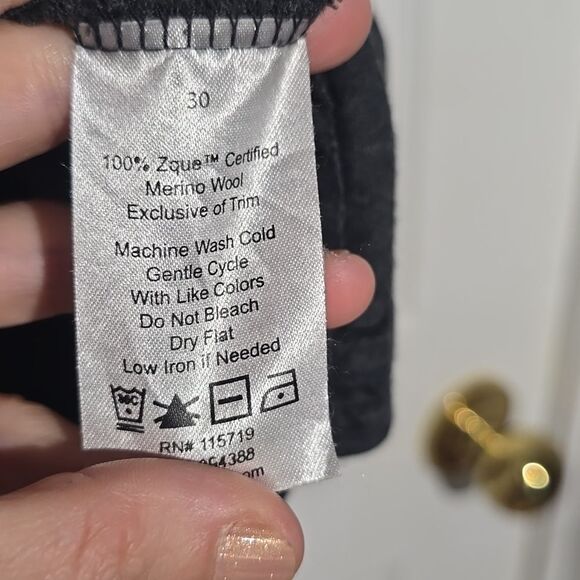 30
100% Zque™ Certified
Merino Wool
Exclusive of Trim
Machine Wash Cold
Gentle Cycle
With Like Colors
Do Not Bleach
Dry Flat
Low Iron if Needed
RN# 115719